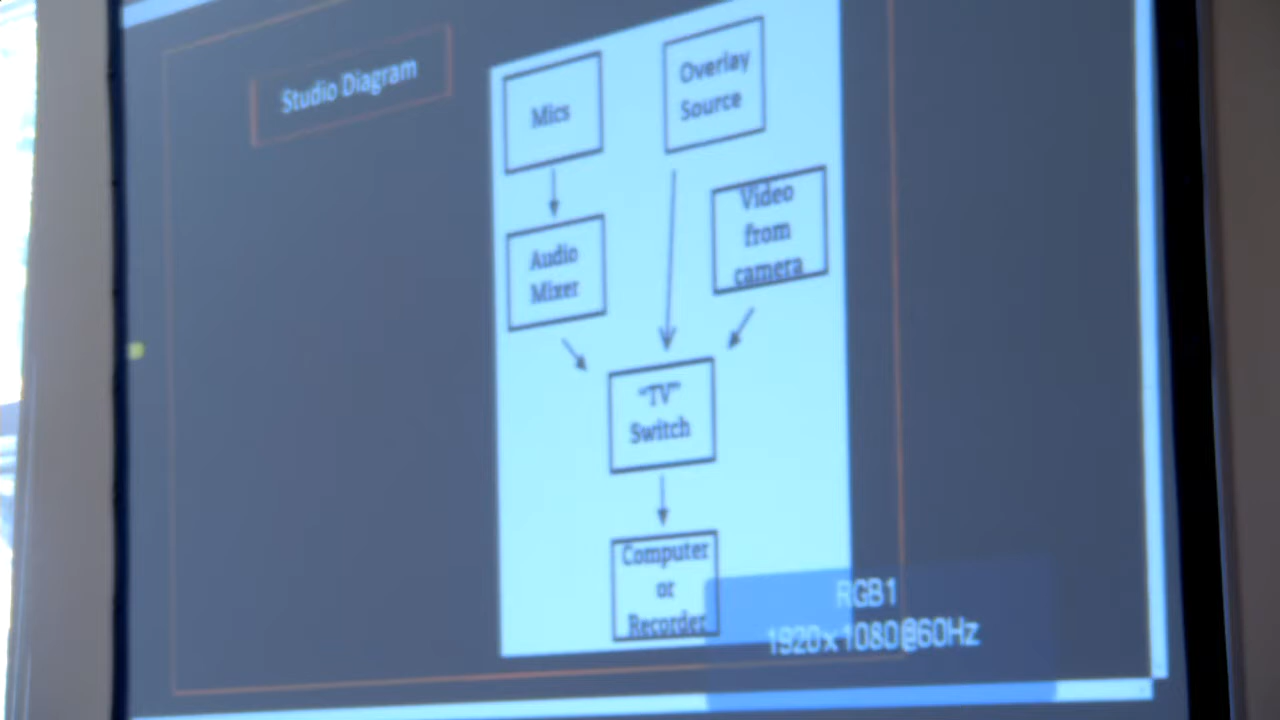 Studio Diagram
Mics
Overlay
Source
Video
from
camera
Audio
Mixer
"TV"
Switch
Computer
or
Recorder
RGB1
1920x1080@60Hz